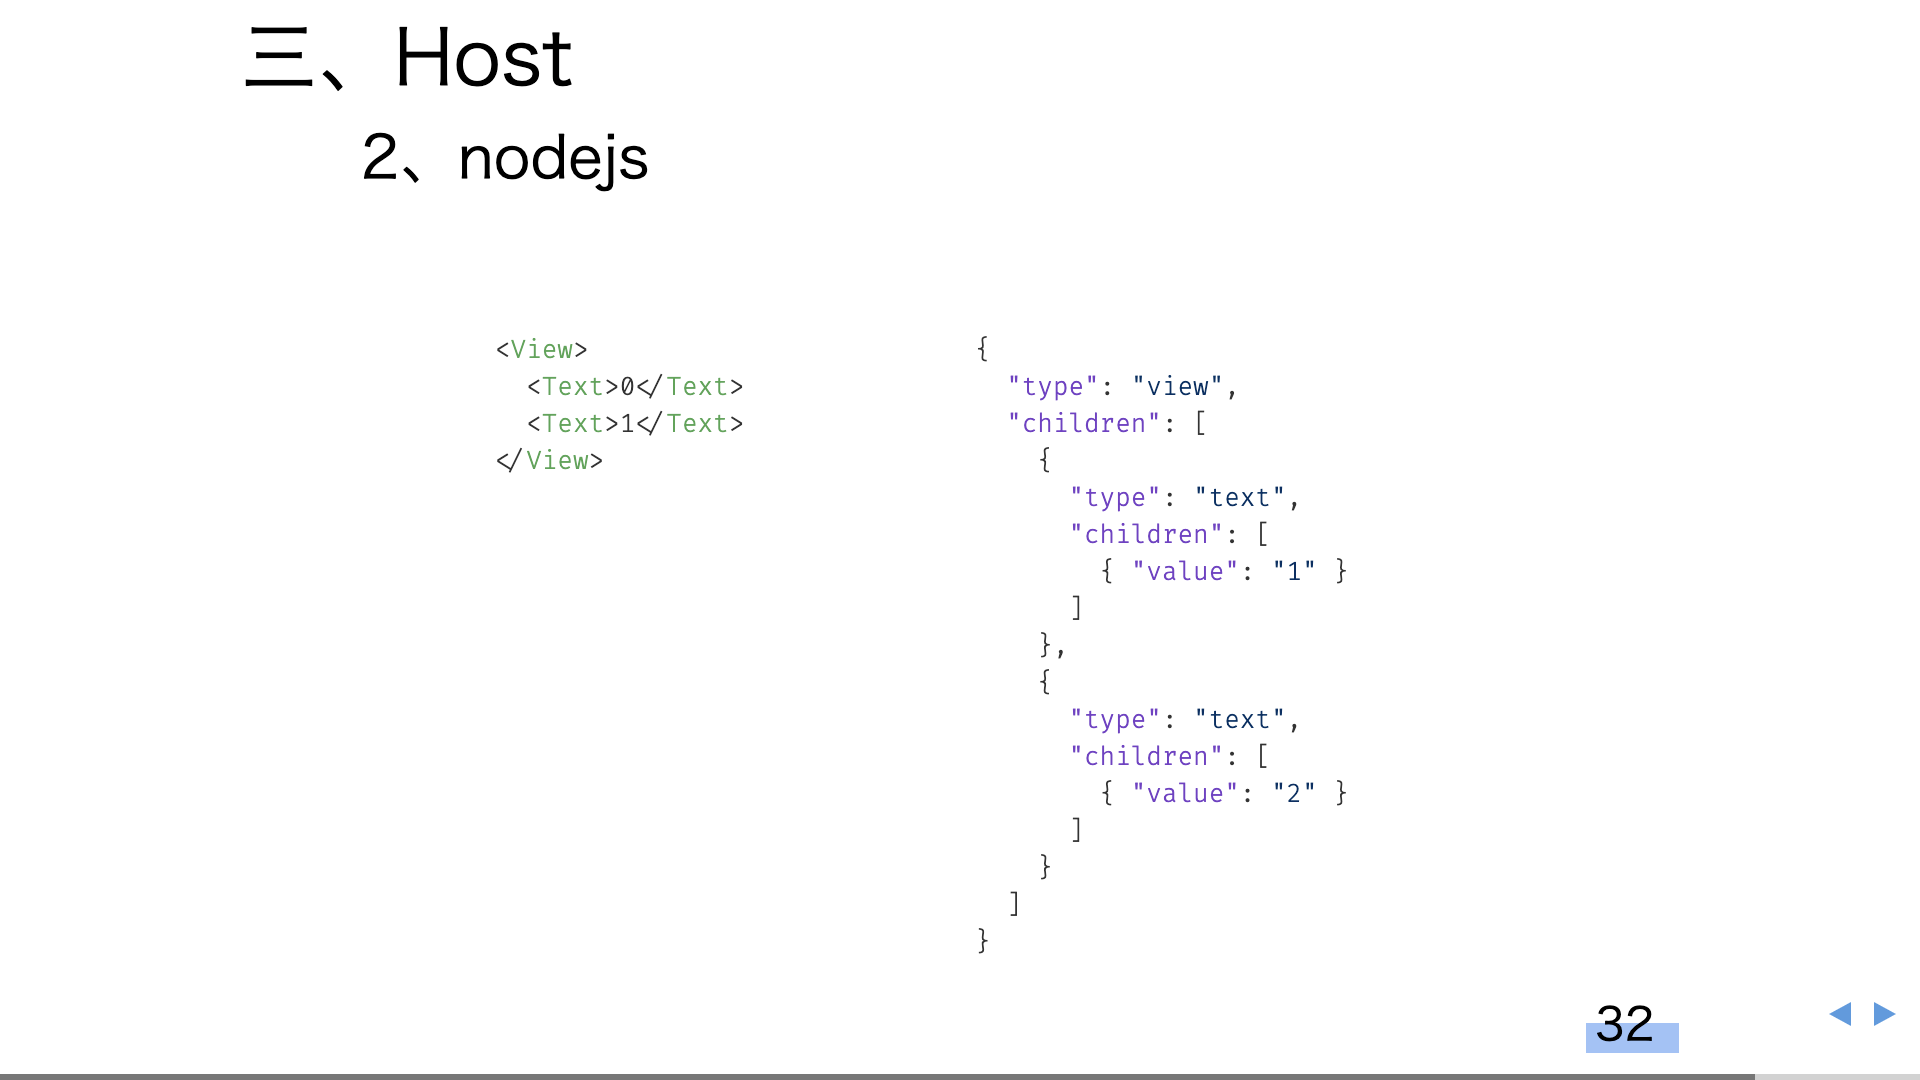 三、Host
2、nodejs
<View>
  <Text>0</Text>
  <Text>1</Text>
</View>
{
  "type": "view",
  "children": [
    {
      "type": "text",
      "children": [
        { "value": "1" }
      ]
    },
    {
      "type": "text",
      "children": [
        { "value": "2" }
      ]
    }
  ]
}
32